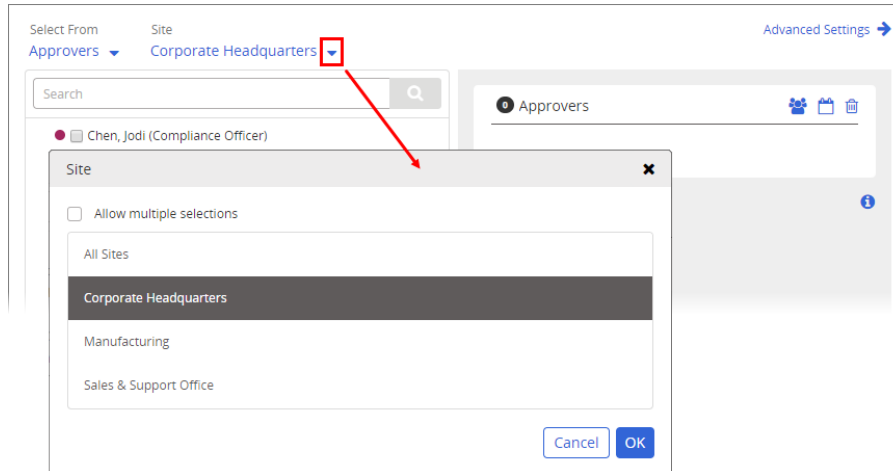 Select From Site Advanced Settings
Approvers Corporate Headquarters
Search
0 Approvers
Chen, Jodi (Compliance Officer)
Site
Allow multiple selections
All Sites
Corporate Headquarters
Manufacturing
Sales & Support Office
Cancel OK